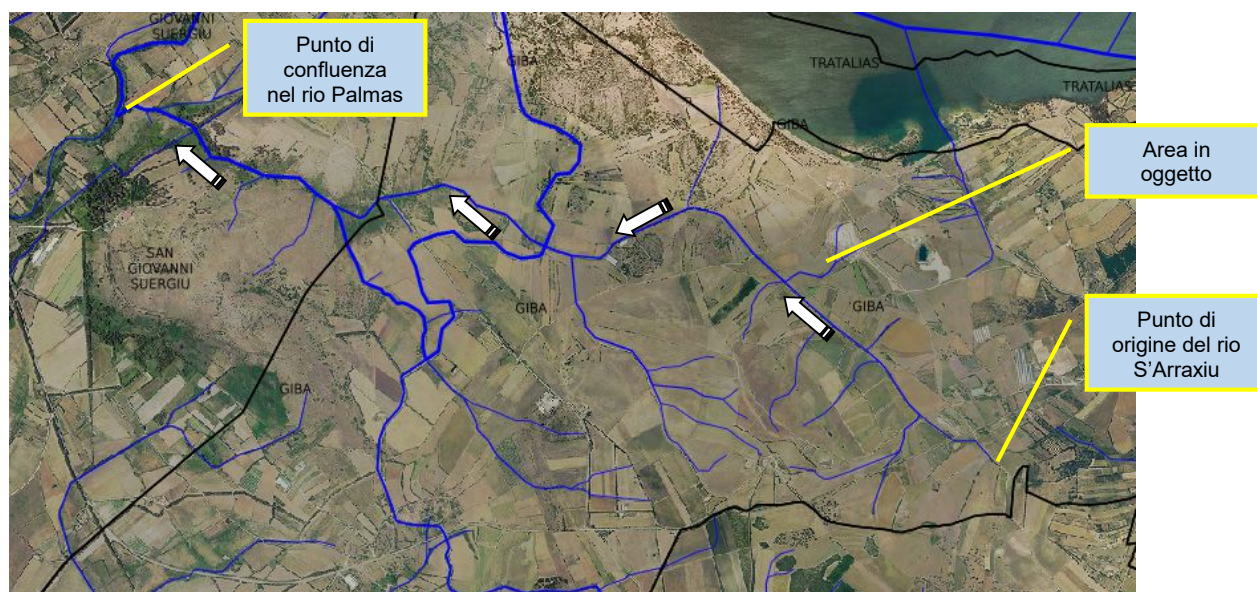 GIOVANNI
SUERGIU
Punto di
confluenza
nel rio Palmas
GIBA
TRATALIAS
TRATALIAS
GIBA
Area in
oggetto
SAN
GIOVANNI
SUERGIU
GIBA
GIBA
Punto di
origine del rio
S'Arraxiu
GIBA